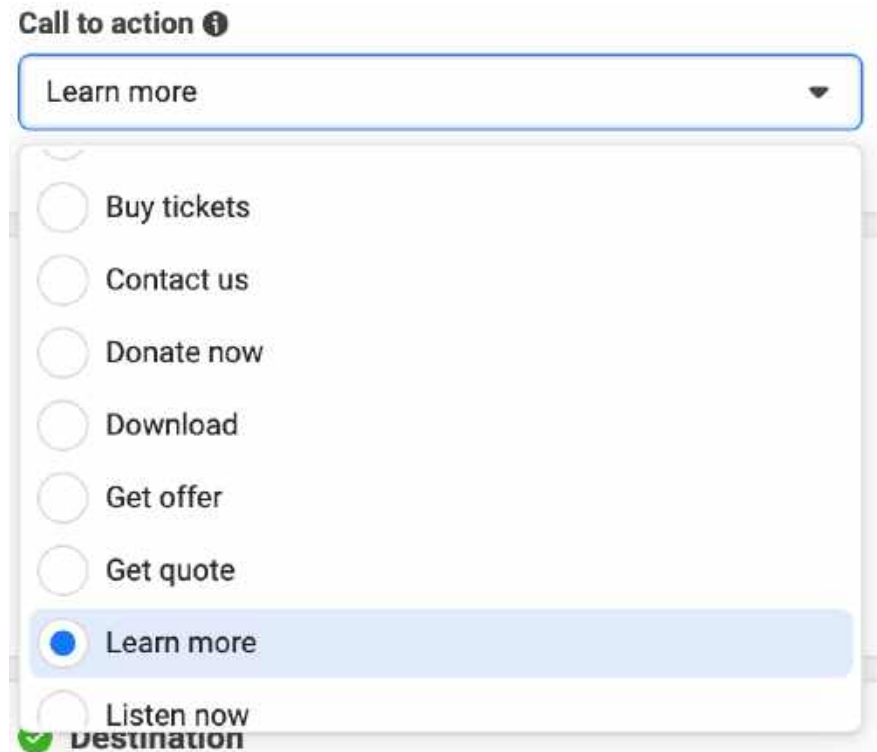 Call to action
Learn more
Buy tickets
Contact us
Donate now
Download
Get offer
Get quote
Learn more
Listen now
Destination